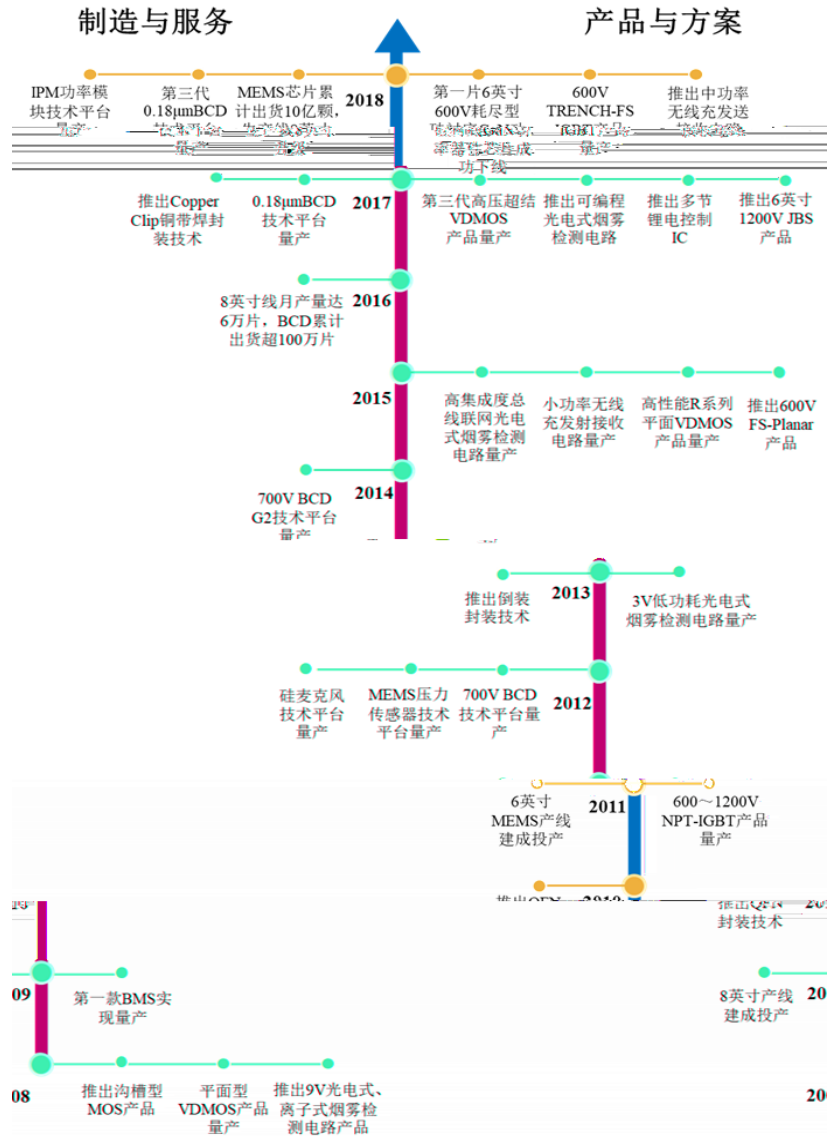 制造与服务
产品与方案
IPM功率模
块技术平台
第三代
0.18μmBCD
MEMS芯片累
计出货10亿颗，
2018
第一片6英寸
600V耗尽型
功下线
600V
TRENCH-FS
量产
推出中功率
无线充发送
推出Copper
Clip铜带焊封
装技术
0.18μmBCD
技术平台
量产
2017
第三代高压超结
VDMOS
产品量产
推出可编程
光电式烟雾
检测电路
推出多节
锂电控制
IC
推出6英寸
1200V JBS
产品
8英寸线月产量达
6万片，BCD累计
出货超100万片
2016
2015
高集成度总
线联网光电
式烟雾检测
电路量产
小功率无线
充发射接收
电路量产
高性能R系列
平面VDMOS
产品量产
推出600V
FS-Planar
产品
700V BCD
G2技术平台
量产
2014
推出倒装
封装技术
2013
3V低功耗光电式
烟雾检测电路量产
硅麦克风
技术平台
量产
MEMS压力
传感器技术
平台量产
700V BCD
技术平台量
产
2012
6英寸
MEMS产线
建成投产
2011
600～1200V
NPT-IGBT产品
量产
推出QFN
封装技术
09
第一款BMS实
现量产
8英寸产线
建成投产
20
08
推出沟槽型
MOS产品
平面型
VDMOS产品
量产
推出9V光电式、
离子式烟雾检
测电路产品
200